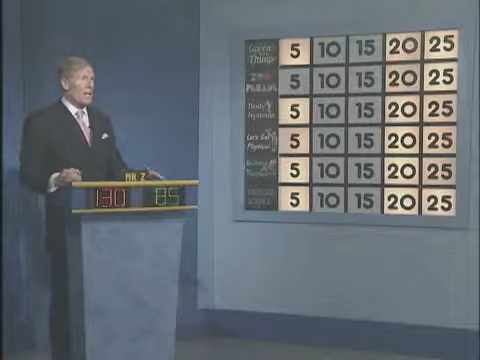 Green Things 5 10 15 20 25
Zoo Parade 5 10 15 20 25
Body Systems 5 10 15 20 25
Let's Get Physical 5 10 15 20 25
5 10 15 20 25
5 10 15 20 25
MR Z
130 85